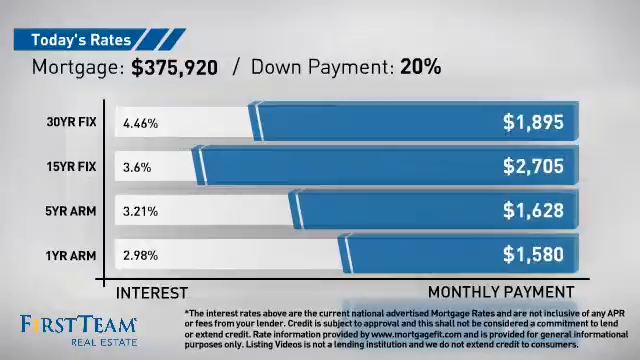 Today's Rates
Mortgage: $375,920 / Down Payment: 20%
30YR FIX 4.46% $1,895
15YR FIX 3.6% $2,705
5YR ARM 3.21% $1,628
1YR ARM 2.98% $1,580
INTEREST MONTHLY PAYMENT
*The interest rates above are the current national advertised Mortgage Rates and are not inclusive of any APR
or fees from your lender. Credit is subject to approval and this shall not be considered a commitment to lend
or extend credit. Rate information provided by www.mortgagefit.com and is provided for general informational
purposes only. Listing Videos is not a lending institution and we do not extend credit to consumers.
FIRSTTEAM®
REAL ESTATE